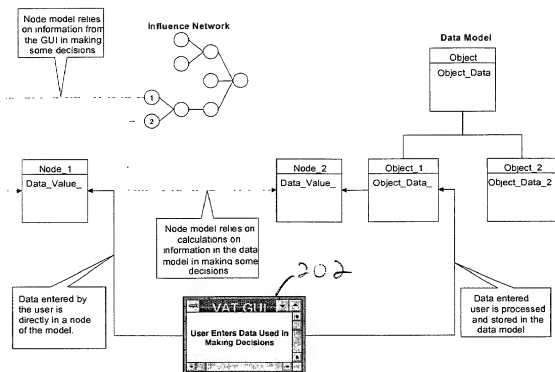 Node model relies
on information from
the GUI in making
some decisions
Influence Network
1
2
Data Model
Object
Object_Data
Node_1
Data_Value_
Node_2
Data_Value_
Object_1
Object_Data_
Object_2
Object_Data_2
Node model relies on
calculations on
information in the data
model in making some
decisions
202
Data entered by
the user is
directly in a node
of the model.
VAT GUI
User Enters Data Used in
Making Decisions
Data entered
user is processed
and stored in the
data model